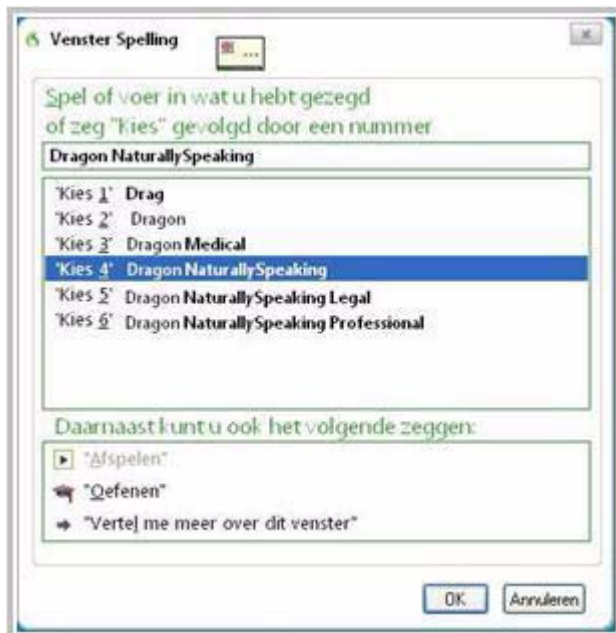 Venster Spelling
...
Spel of voer in wat u hebt gezegd
of zeg "Kies" gevolgd door een nummer
Dragon NaturallySpeaking
"Kies 1" Drag
"Kies 2" Dragon
"Kies 3" Dragon Medical
"Kies 4" Dragon NaturallySpeaking
"Kies 5" Dragon NaturallySpeaking Legal
"Kies 6" Dragon NaturallySpeaking Professional
Daarnaast kunt u ook het volgende zeggen:
"Afspelen"
"Oefenen"
"Vertel me meer over dit venster"
OK Annuleren